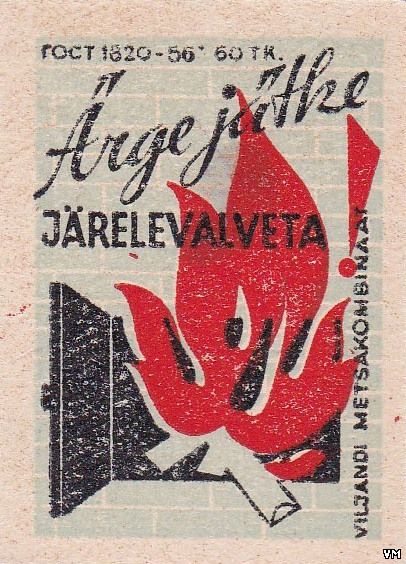 ГОСТ 1820-56* 60 TK.
Ärge jätke
JÄRELEVALVETA!
VILJANDI METSAKOMBINAAT
VM